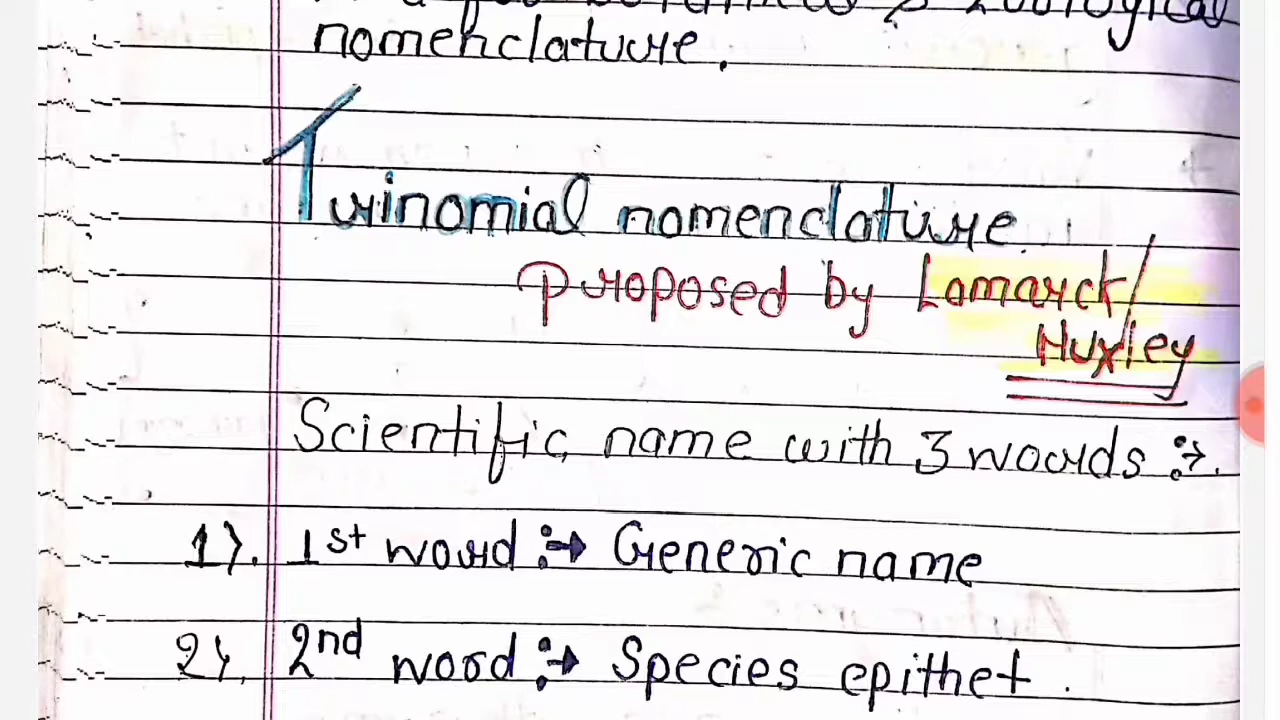 zoological
nomenclature.
Trinomial nomenclature
proposed by Lamarck/
Huxley
Scientific name with 3 words :→.
1). 1st word :→ Generic name
2). 2nd word :→ Species epithet.